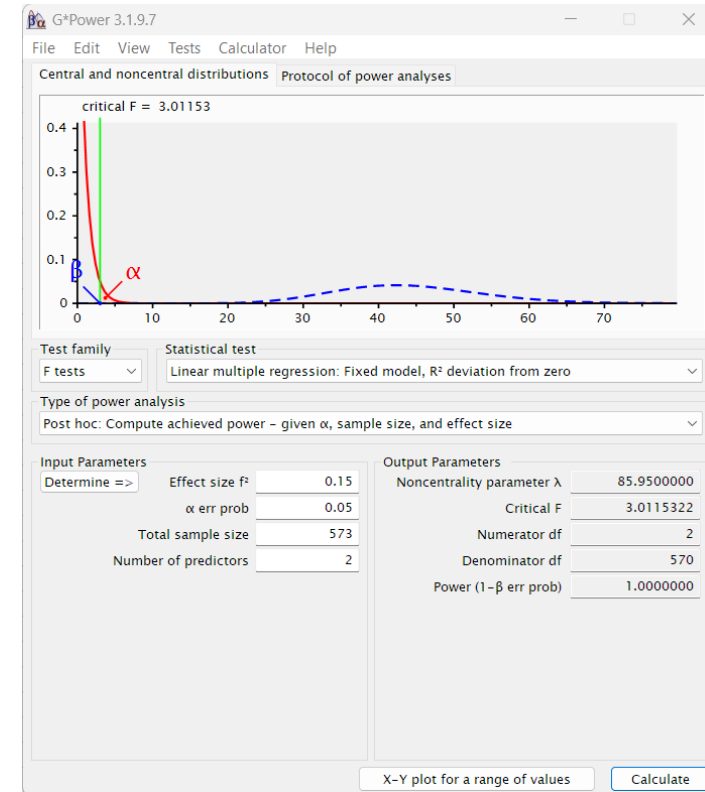 G*Power 3.1.9.7
File Edit View Tests Calculator Help
Central and noncentral distributions Protocol of power analyses
critical F = 3.01153
0.4
0.3
0.2
0.1
β α
0
0 10 20 30 40 50 60 70
Test family Statistical test
F tests Linear multiple regression: Fixed model, R² deviation from zero
Type of power analysis
Post hoc: Compute achieved power – given α, sample size, and effect size
Input Parameters Output Parameters
Determine => Effect size f² 0.15 Noncentrality parameter λ 85.9500000
α err prob 0.05 Critical F 3.0115322
Total sample size 573 Numerator df 2
Number of predictors 2 Denominator df 570
Power (1-β err prob) 1.0000000
X-Y plot for a range of values Calculate